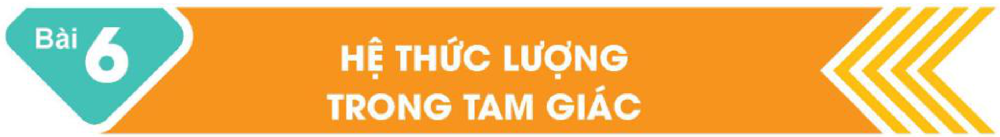 Bài 6
HỆ THỨC LƯỢNG
TRONG TAM GIÁC